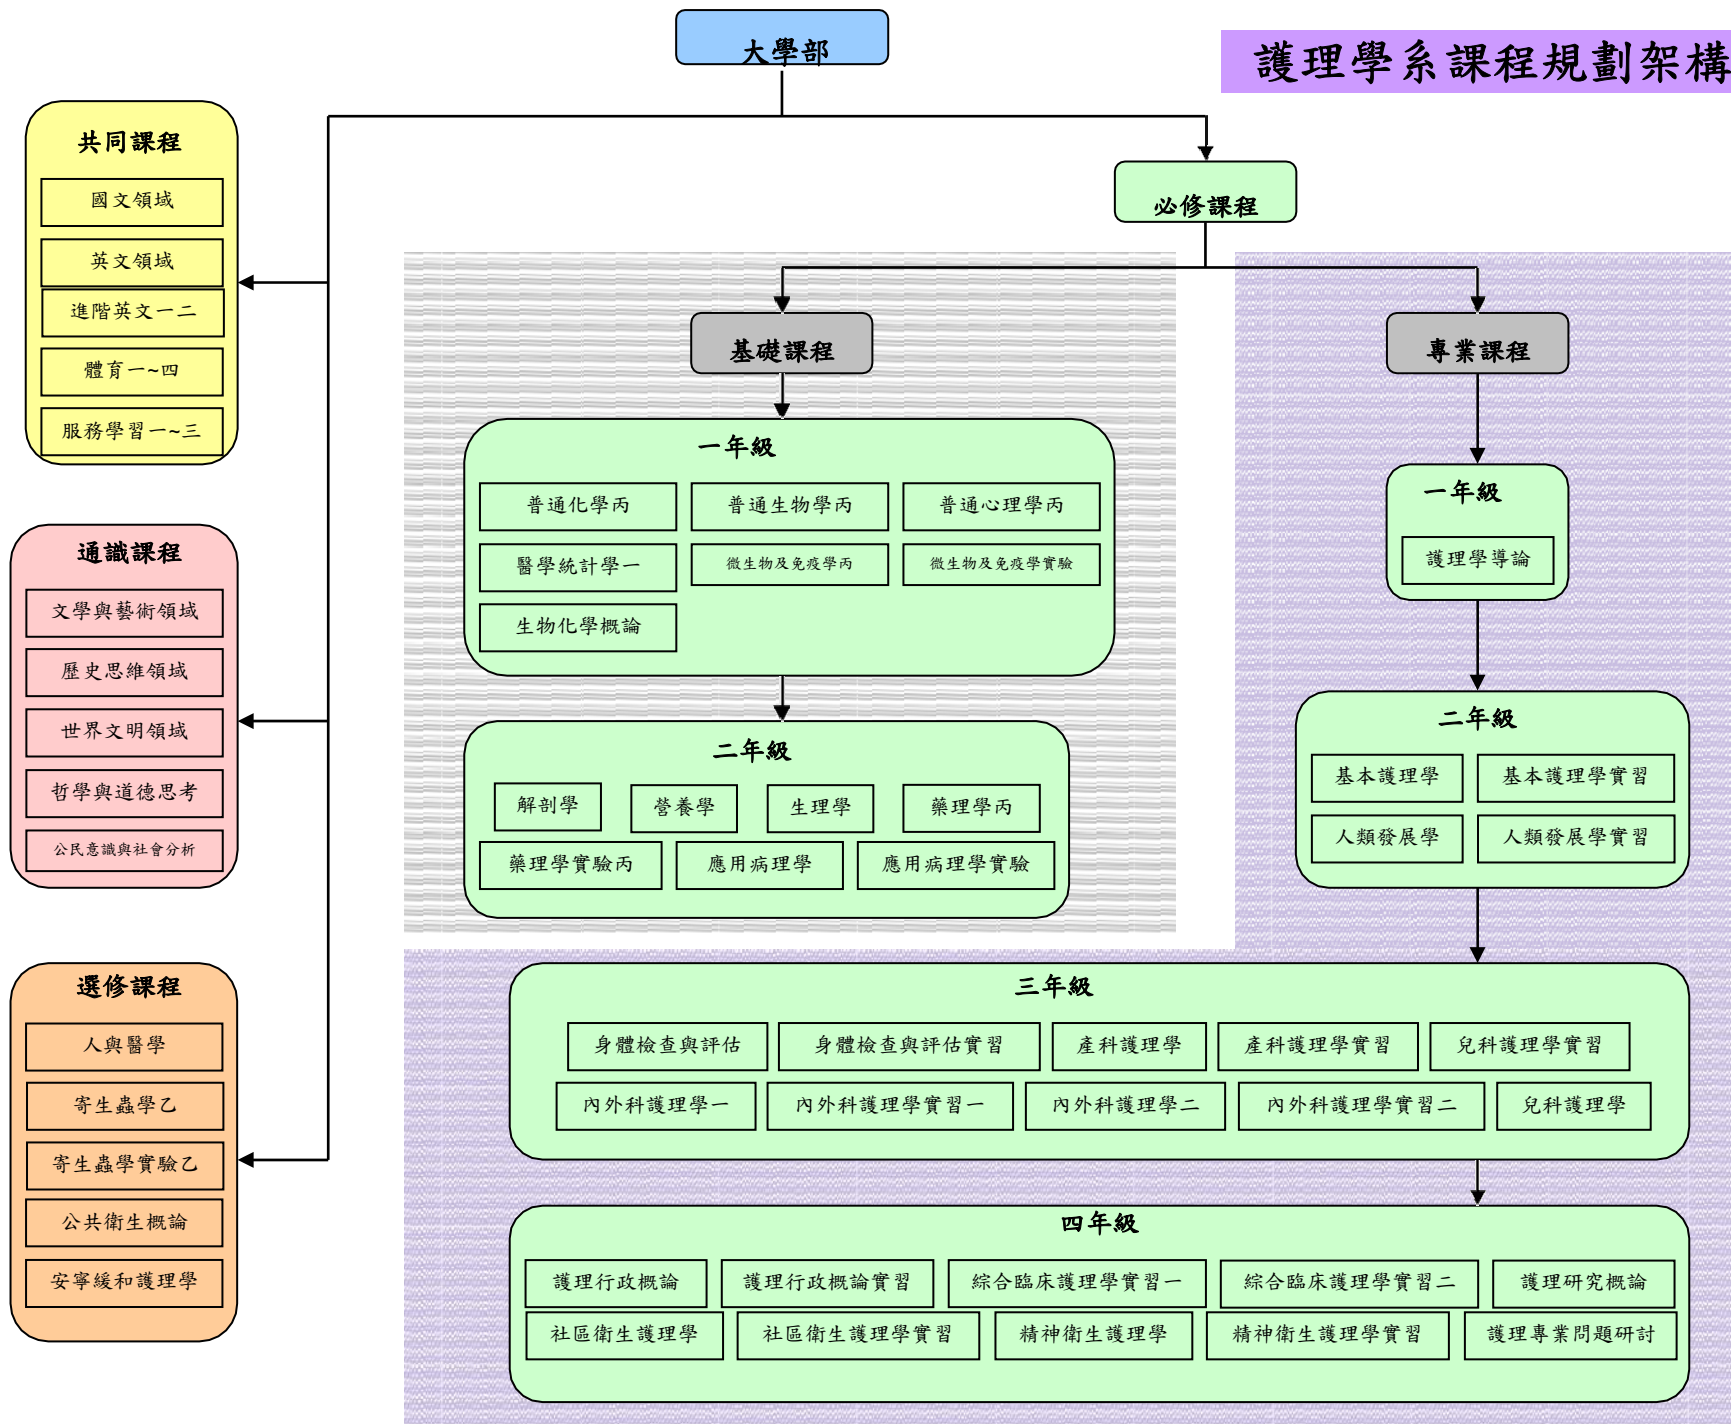 大學部
護理學系課程規劃架構
共同課程
國文領域
英文領域
進階英文一二
體育一~四
服務學習一~三
通識課程
文學與藝術領域
歷史思維領域
世界文明領域
哲學與道德思考
公民意識與社會分析
選修課程
人與醫學
寄生蟲學乙
寄生蟲學實驗乙
公共衛生概論
安寧緩和護理學
必修課程
基礎課程
一年級
普通化學丙
普通生物學丙
普通心理學丙
醫學統計學一
微生物及免疫學丙
微生物及免疫學實驗
生物化學概論
二年級
解剖學
營養學
生理學
藥理學丙
藥理學實驗丙
應用病理學
應用病理學實驗
專業課程
一年級
護理學導論
二年級
基本護理學
基本護理學實習
人類發展學
人類發展學實習
三年級
身體檢查與評估
身體檢查與評估實習
產科護理學
產科護理學實習
兒科護理學實習
內外科護理學一
內外科護理學實習一
內外科護理學二
內外科護理學實習二
兒科護理學
四年級
護理行政概論
護理行政概論實習
綜合臨床護理學實習一
綜合臨床護理學實習二
護理研究概論
社區衛生護理學
社區衛生護理學實習
精神衛生護理學
精神衛生護理學實習
護理專業問題研討